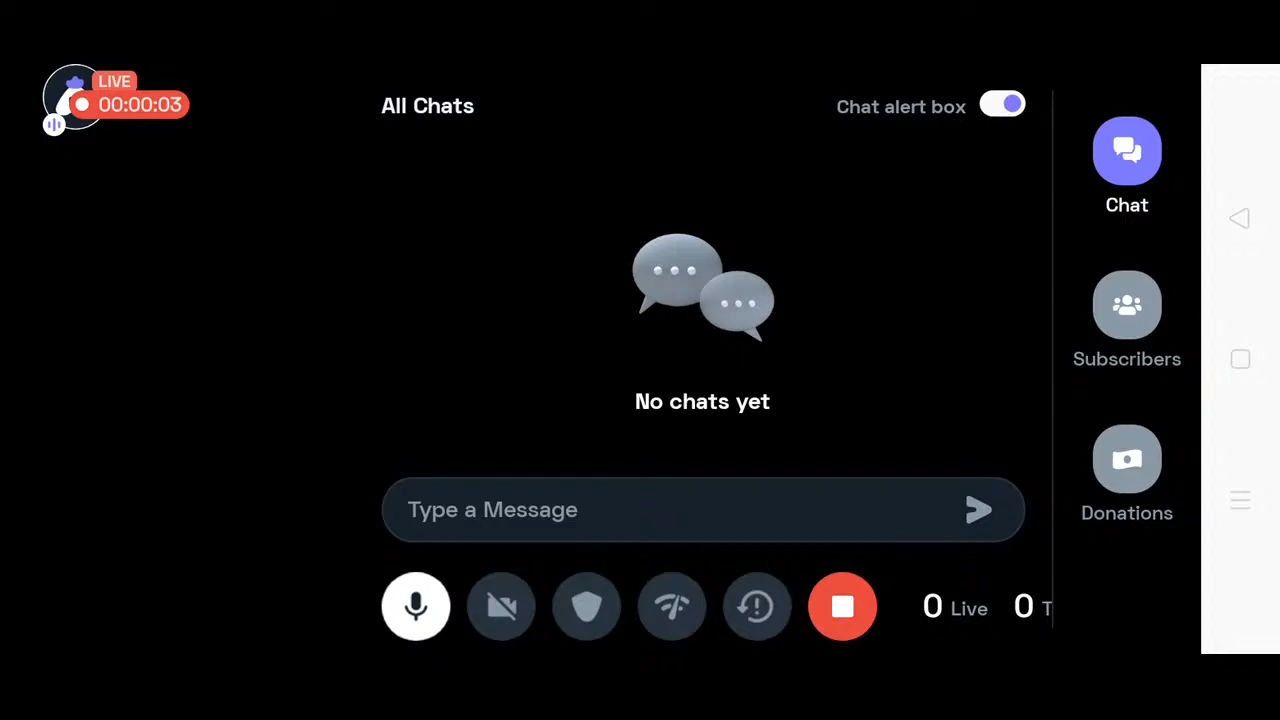 LIVE
00:00:03
All Chats
Chat alert box
Chat
No chats yet
Subscribers
Type a Message
Donations
0 Live 0 T